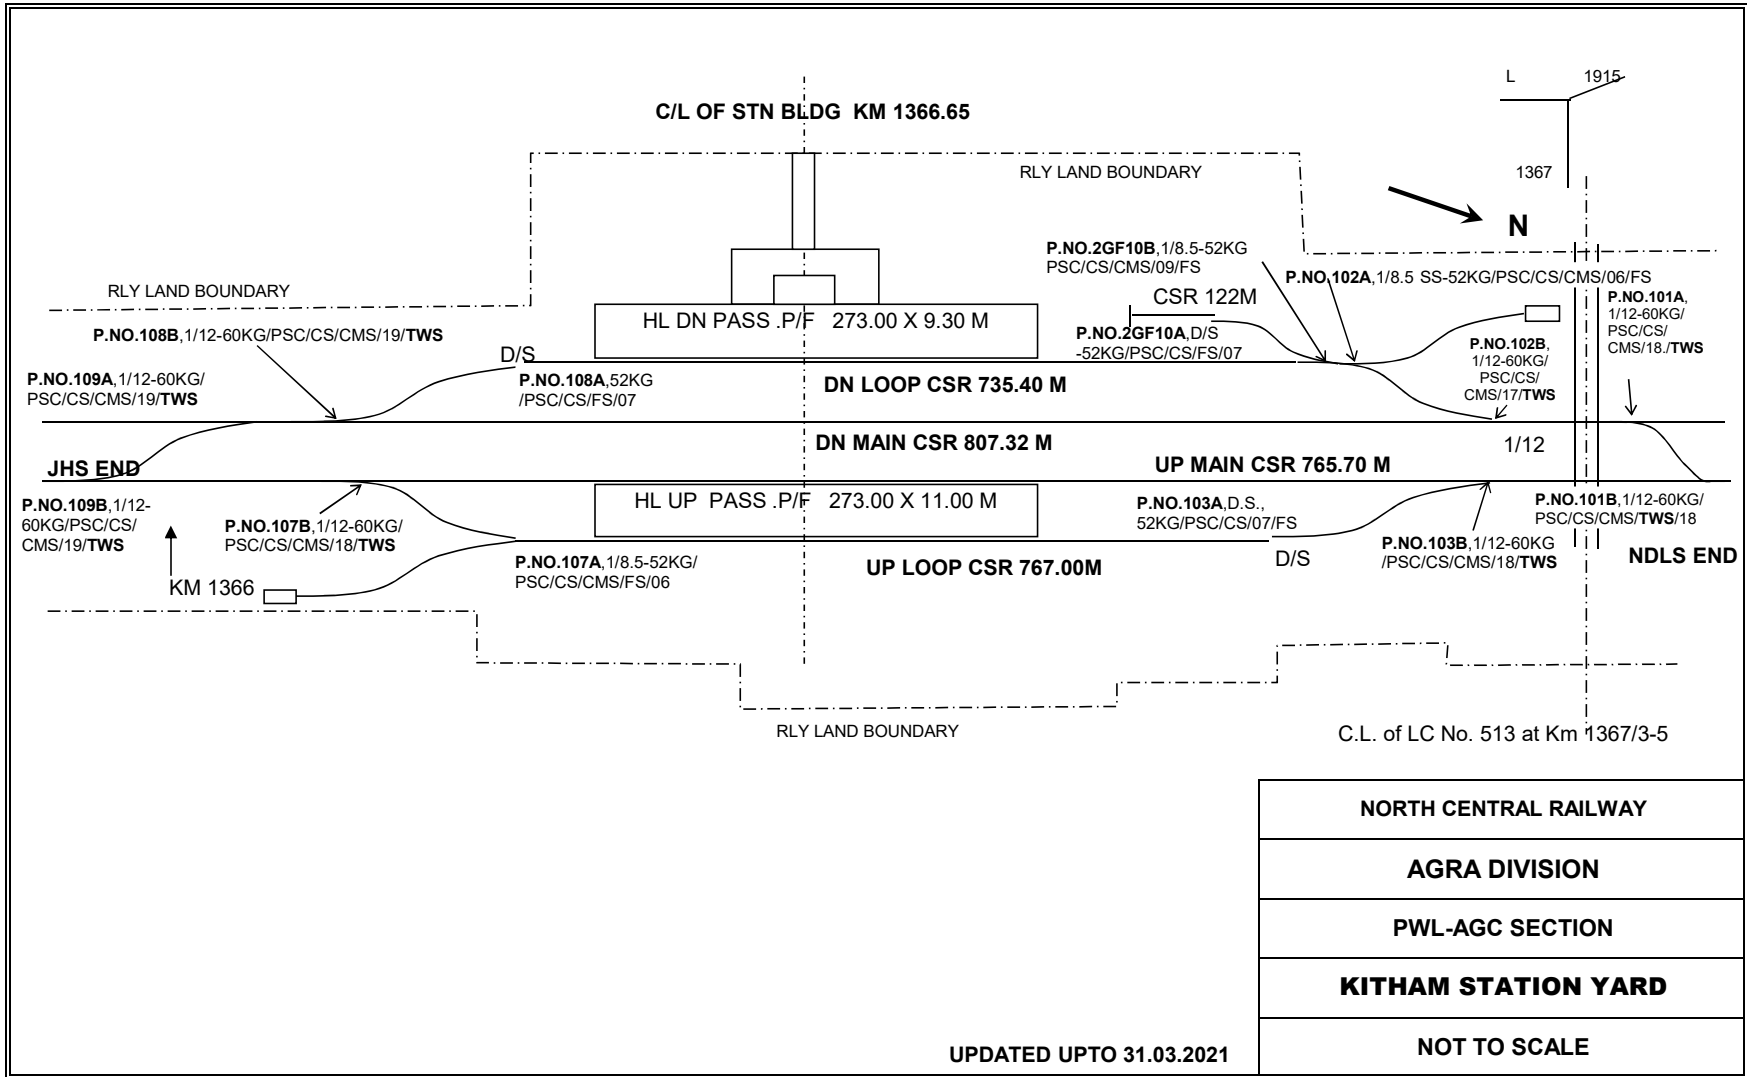 L 1915
C/L OF STN BLDG KM 1366.65
RLY LAND BOUNDARY
1367
N
P.NO.2GF10B,1/8.5-52KG
PSC/CS/CMS/09/FS
P.NO.102A,1/8.5 SS-52KG/PSC/CS/CMS/06/FS
RLY LAND BOUNDARY
CSR 122M
P.NO.101A,
1/12-60KG/
PSC/CS/
CMS/18./TWS
HL DN PASS .P/F 273.00 X 9.30 M
P.NO.108B,1/12-60KG/PSC/CS/CMS/19/TWS
P.NO.2GF10A,D/S
-52KG/PSC/CS/FS/07
P.NO.102B,
1/12-60KG/
PSC/CS/
CMS/17/TWS
D/S
P.NO.109A,1/12-60KG/
PSC/CS/CMS/19/TWS
P.NO.108A,52KG
/PSC/CS/FS/07
DN LOOP CSR 735.40 M
DN MAIN CSR 807.32 M
1/12
JHS END
UP MAIN CSR 765.70 M
HL UP PASS .P/F 273.00 X 11.00 M
P.NO.109B,1/12-
60KG/PSC/CS/
CMS/19/TWS
P.NO.107B,1/12-60KG/
PSC/CS/CMS/18/TWS
P.NO.103A,D.S.,
52KG/PSC/CS/07/FS
P.NO.101B,1/12-60KG/
PSC/CS/CMS/TWS/18
P.NO.103B,1/12-60KG
/PSC/CS/CMS/18/TWS
P.NO.107A,1/8.5-52KG/
PSC/CS/CMS/FS/06
UP LOOP CSR 767.00M
D/S
NDLS END
KM 1366
RLY LAND BOUNDARY
C.L. of LC No. 513 at Km 1367/3-5
NORTH CENTRAL RAILWAY
AGRA DIVISION
PWL-AGC SECTION
KITHAM STATION YARD
NOT TO SCALE
UPDATED UPTO 31.03.2021